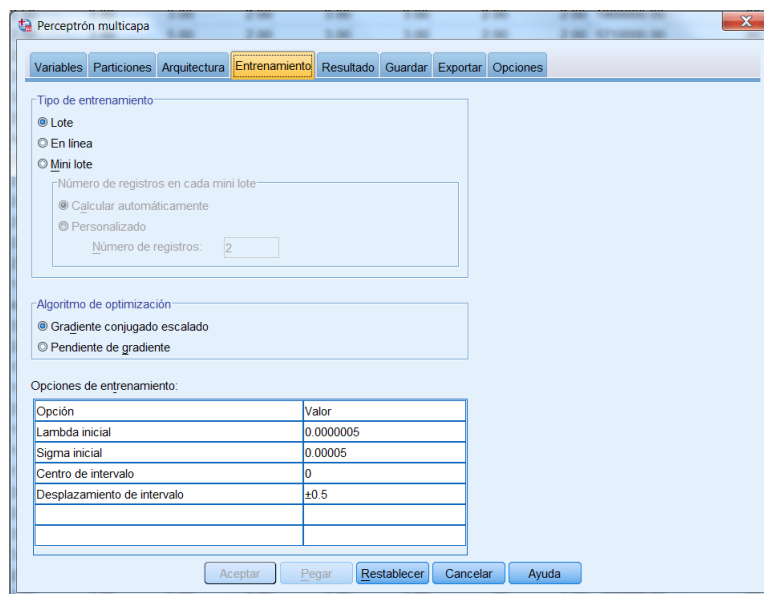 Perceptrón multicapa
Variables Particiones Arquitectura Entrenamiento Resultado Guardar Exportar Opciones
Tipo de entrenamiento
Lote
En línea
Mini lote
Número de registros en cada mini lote
Calcular automáticamente
Personalizado
Número de registros: 2
Algoritmo de optimización
Gradiente conjugado escalado
Pendiente de gradiente
Opciones de entrenamiento:
Opción Valor
Lambda inicial 0.0000005
Sigma inicial 0.00005
Centro de intervalo 0
Desplazamiento de intervalo ±0.5
Aceptar Pegar Restablecer Cancelar Ayuda